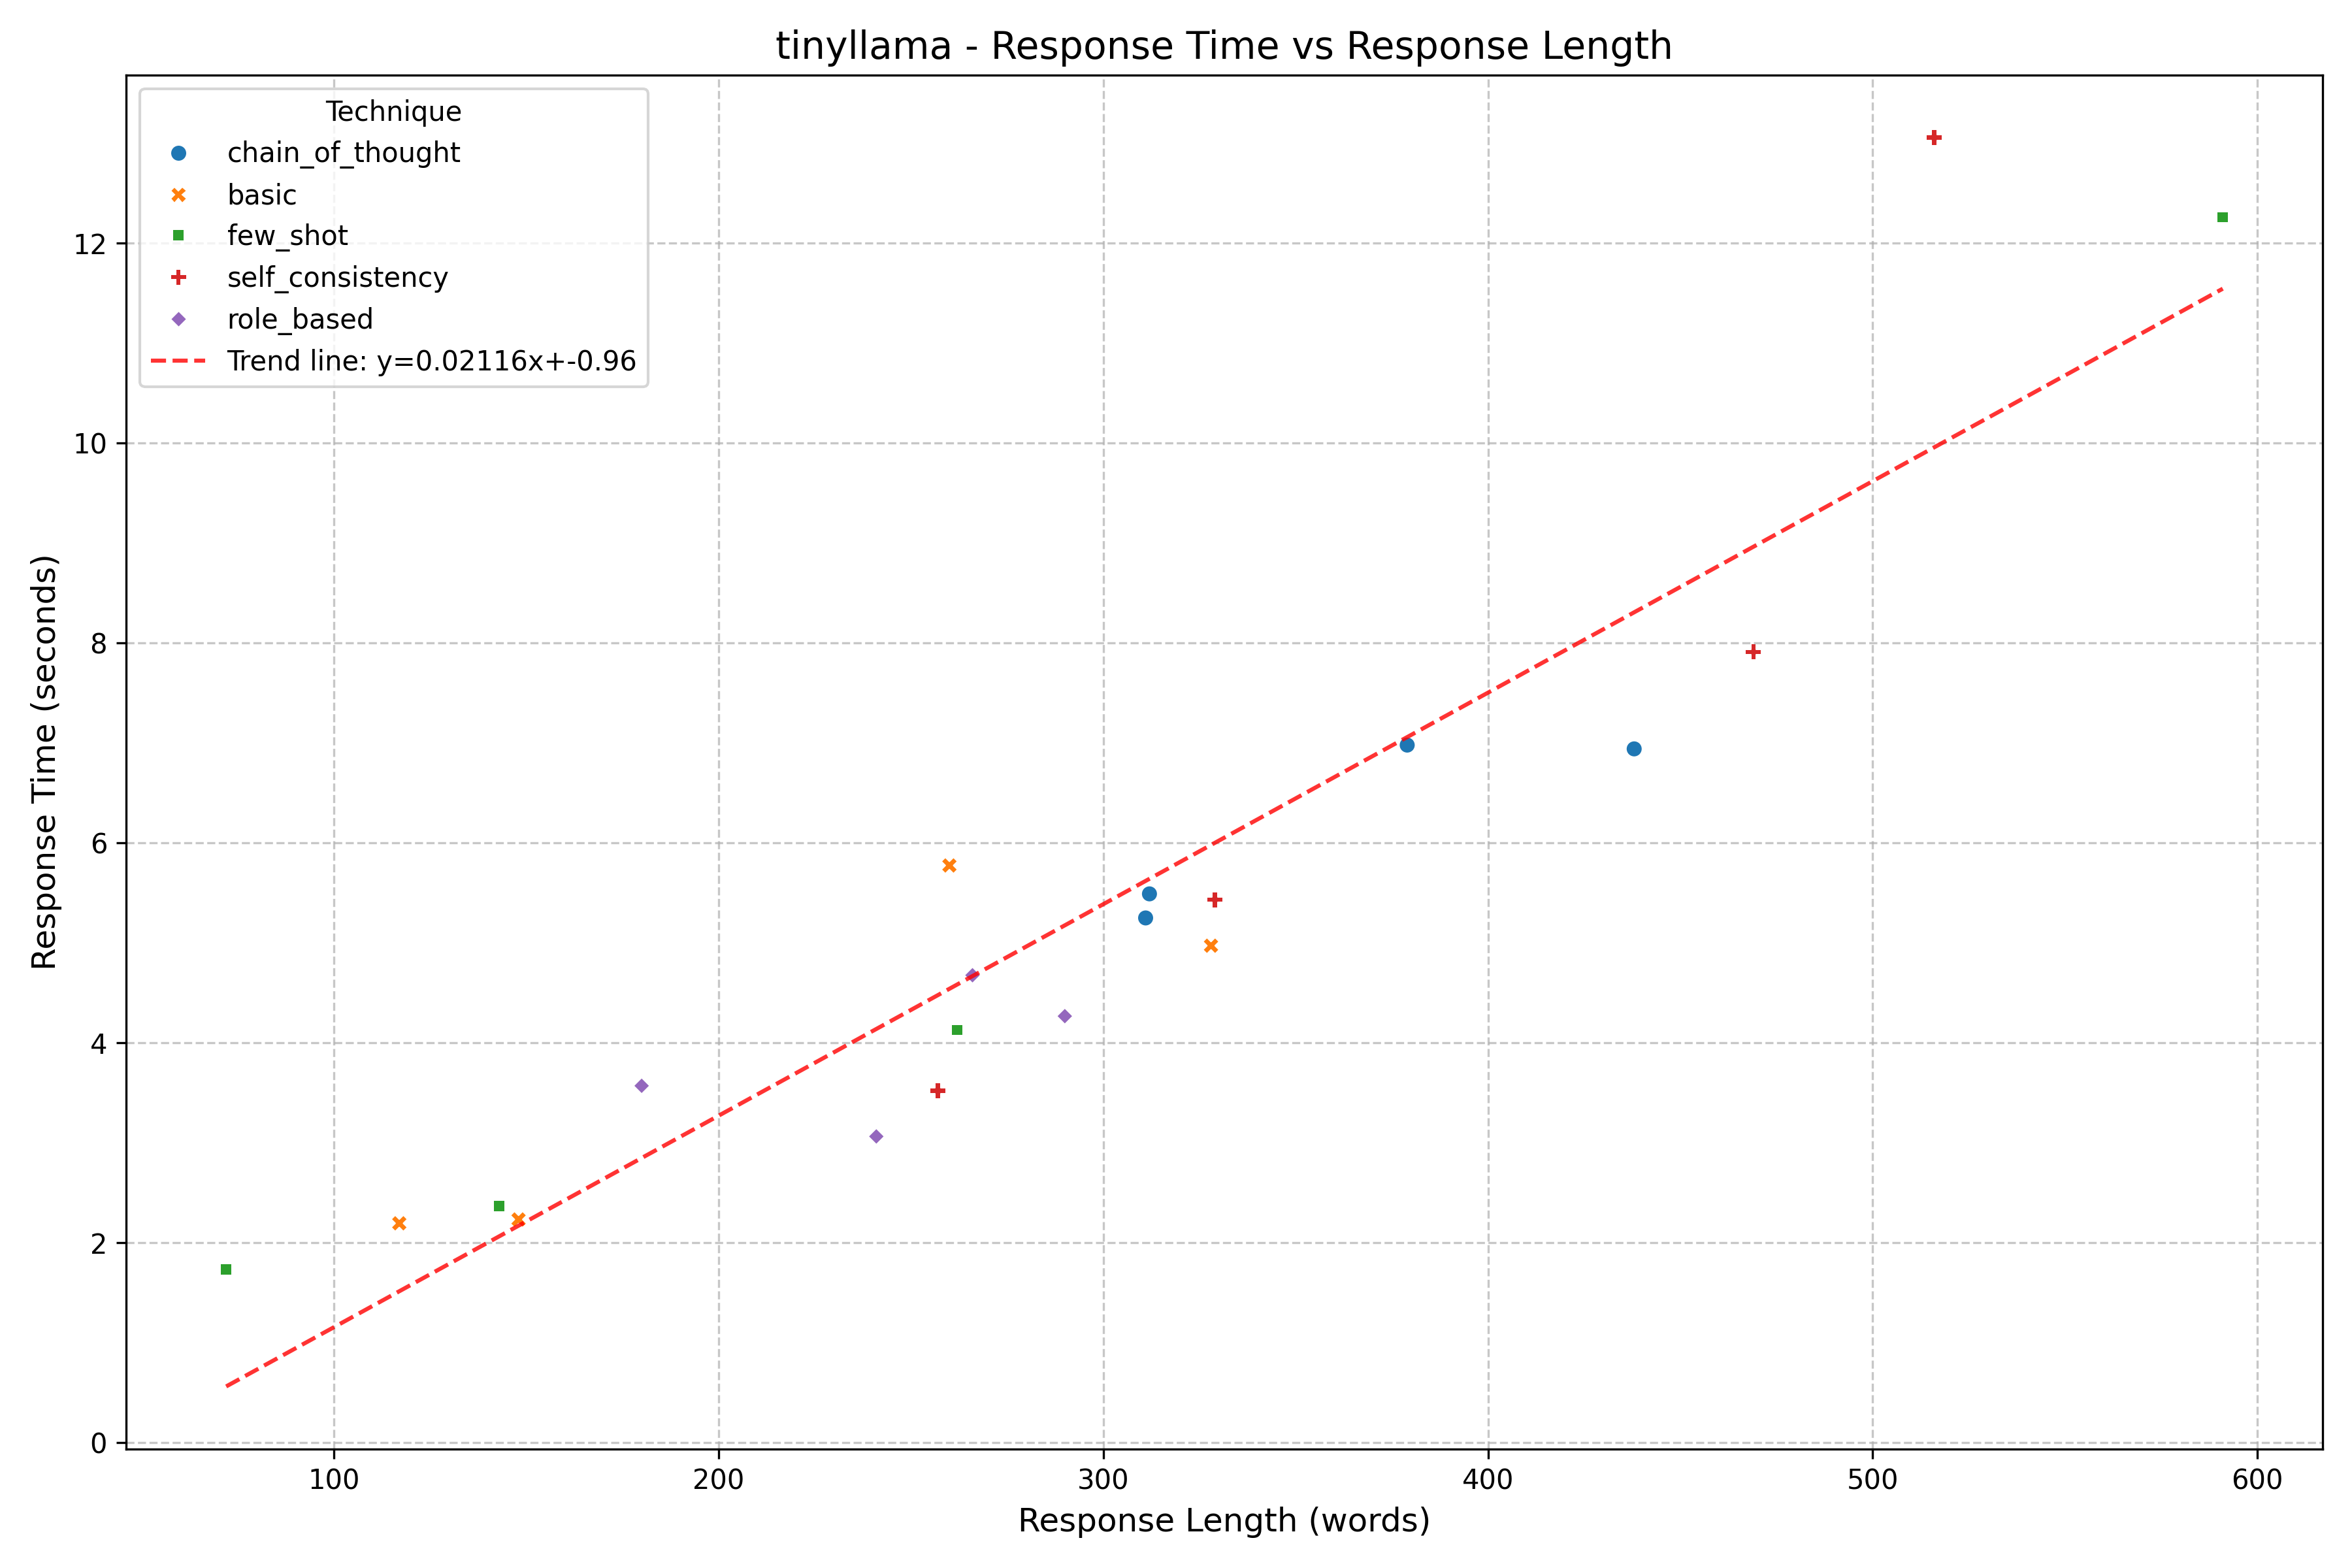 tinyllama - Response Time vs Response Length
Technique
chain_of_thought
basic
few_shot
self_consistency
role_based
Trend line: y=0.02116x+-0.96
Response Time (seconds)
12
10
8
6
4
2
0
100 200 300 400 500 600
Response Length (words)